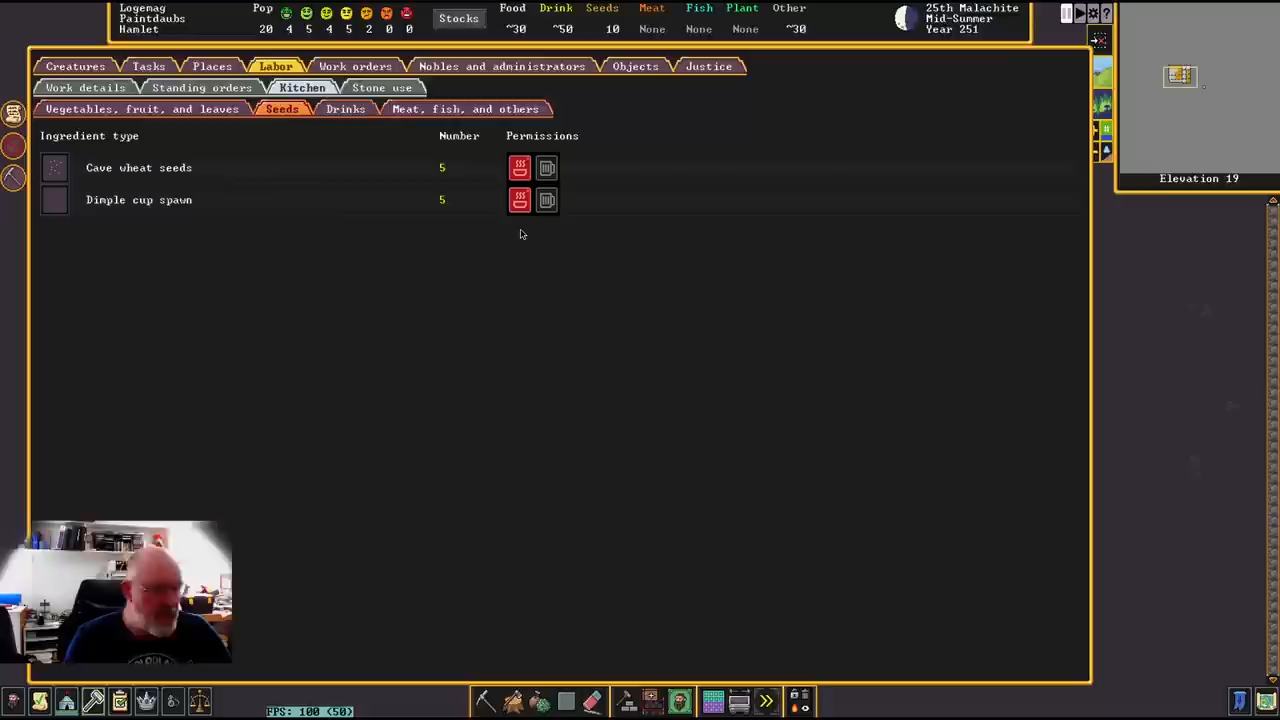 Logemag Pop Food Drink Seeds Meat Fish Plant Other 25th Malachite
Paintdaubs Stocks Mid-Summer
Hamlet 20 4 5 4 5 2 0 0 ~30 ~50 10 None None None ~30 Year 251
Creatures Tasks Places Labor Work orders Nobles and administrators Objects Justice
Work details Standing orders Kitchen Stone use
Vegetables, fruit, and leaves Seeds Drinks Meat, fish, and others
Ingredient type Number Permissions
Cave wheat seeds 5
Dimple cup spawn 5
Elevation 19
FPS: 100 (50)